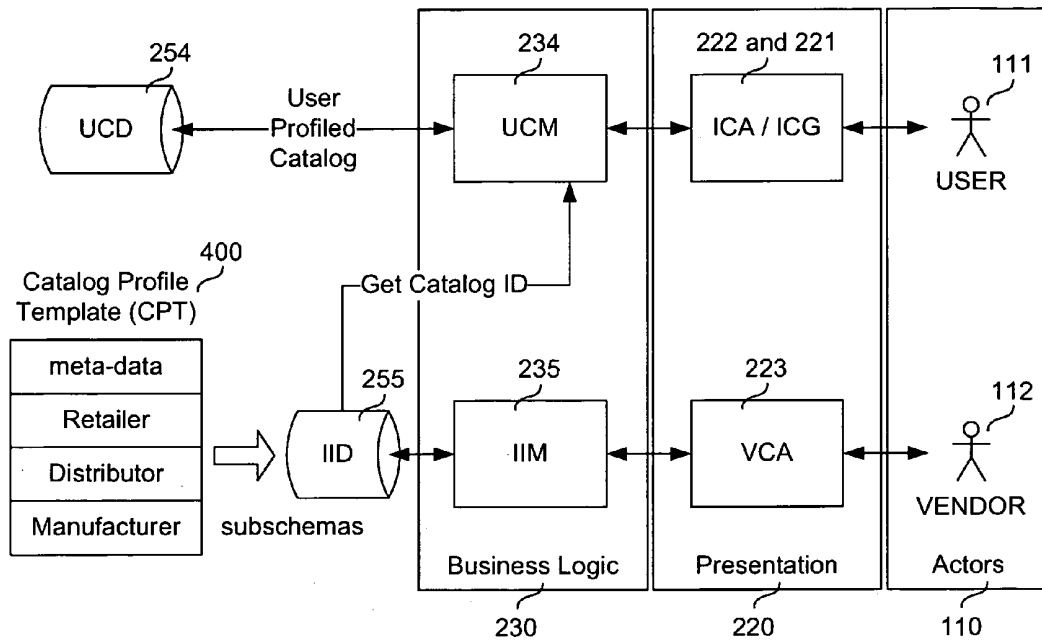 254
234
222 and 221
111
UCD
User
Profiled
Catalog
UCM
ICA / ICG
USER
400
Catalog Profile
Template (CPT)
Get Catalog ID
meta-data
Retailer
Distributor
Manufacturer
255
235
223
112
IID
IIM
VCA
VENDOR
subschemas
Business Logic
Presentation
Actors
230
220
110